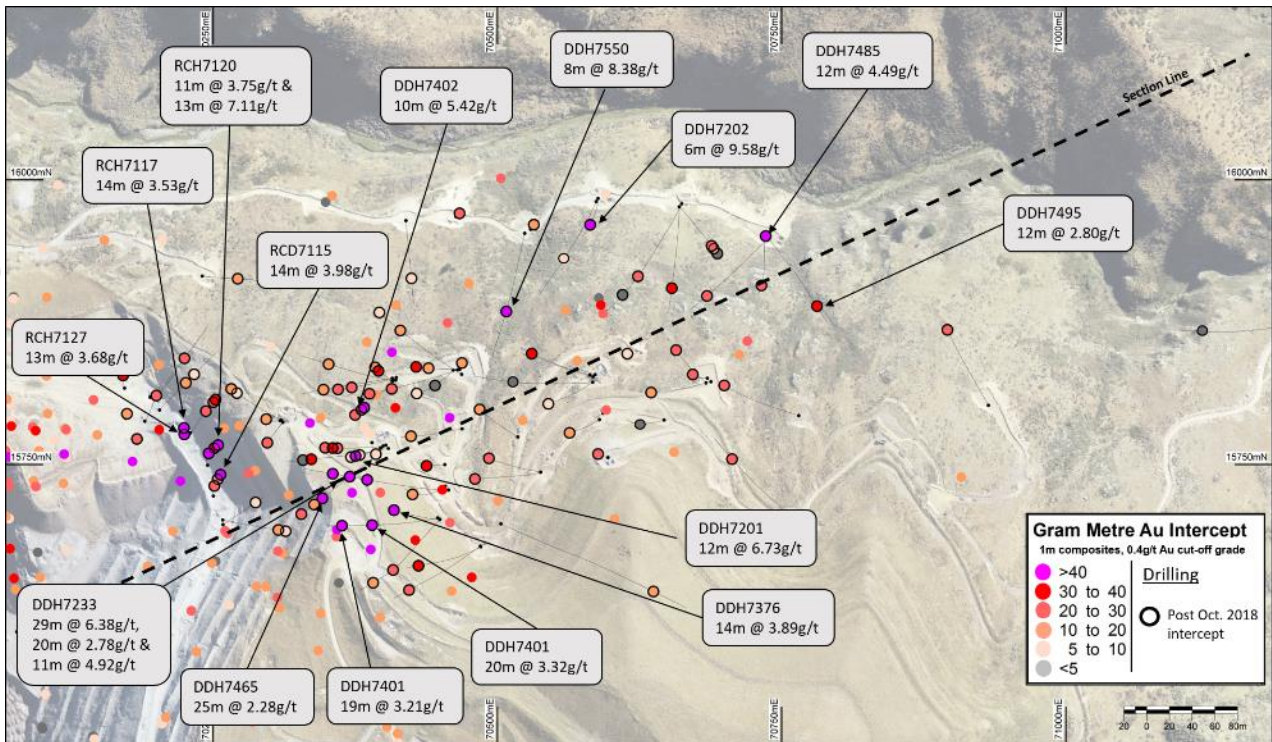 70250mE
70500mE
70750mE
71000mE
RCH7120
11m @ 3.75g/t &
13m @ 7.11g/t
DDH7402
10m @ 5.42g/t
DDH7550
8m @ 8.38g/t
DDH7485
12m @ 4.49g/t
Section Line
DDH7202
6m @ 9.58g/t
RCH7117
14m @ 3.53g/t
16000mN
16000mN
DDH7495
12m @ 2.80g/t
RCD7115
14m @ 3.98g/t
RCH7127
13m @ 3.68g/t
15750mN
15750mN
DDH7201
12m @ 6.73g/t
DDH7233
29m @ 6.38g/t,
20m @ 2.78g/t &
11m @ 4.92g/t
DDH7376
14m @ 3.89g/t
DDH7401
20m @ 3.32g/t
DDH7465
25m @ 2.28g/t
DDH7401
19m @ 3.21g/t
Gram Metre Au Intercept
1m composites, 0.4g/t Au cut-off grade
>40
30 to 40
20 to 30
10 to 20
5 to 10
<5
Drilling
Post Oct. 2018
intercept
70500mE
70750mE
71000mE
20 0 20 40 60 80m